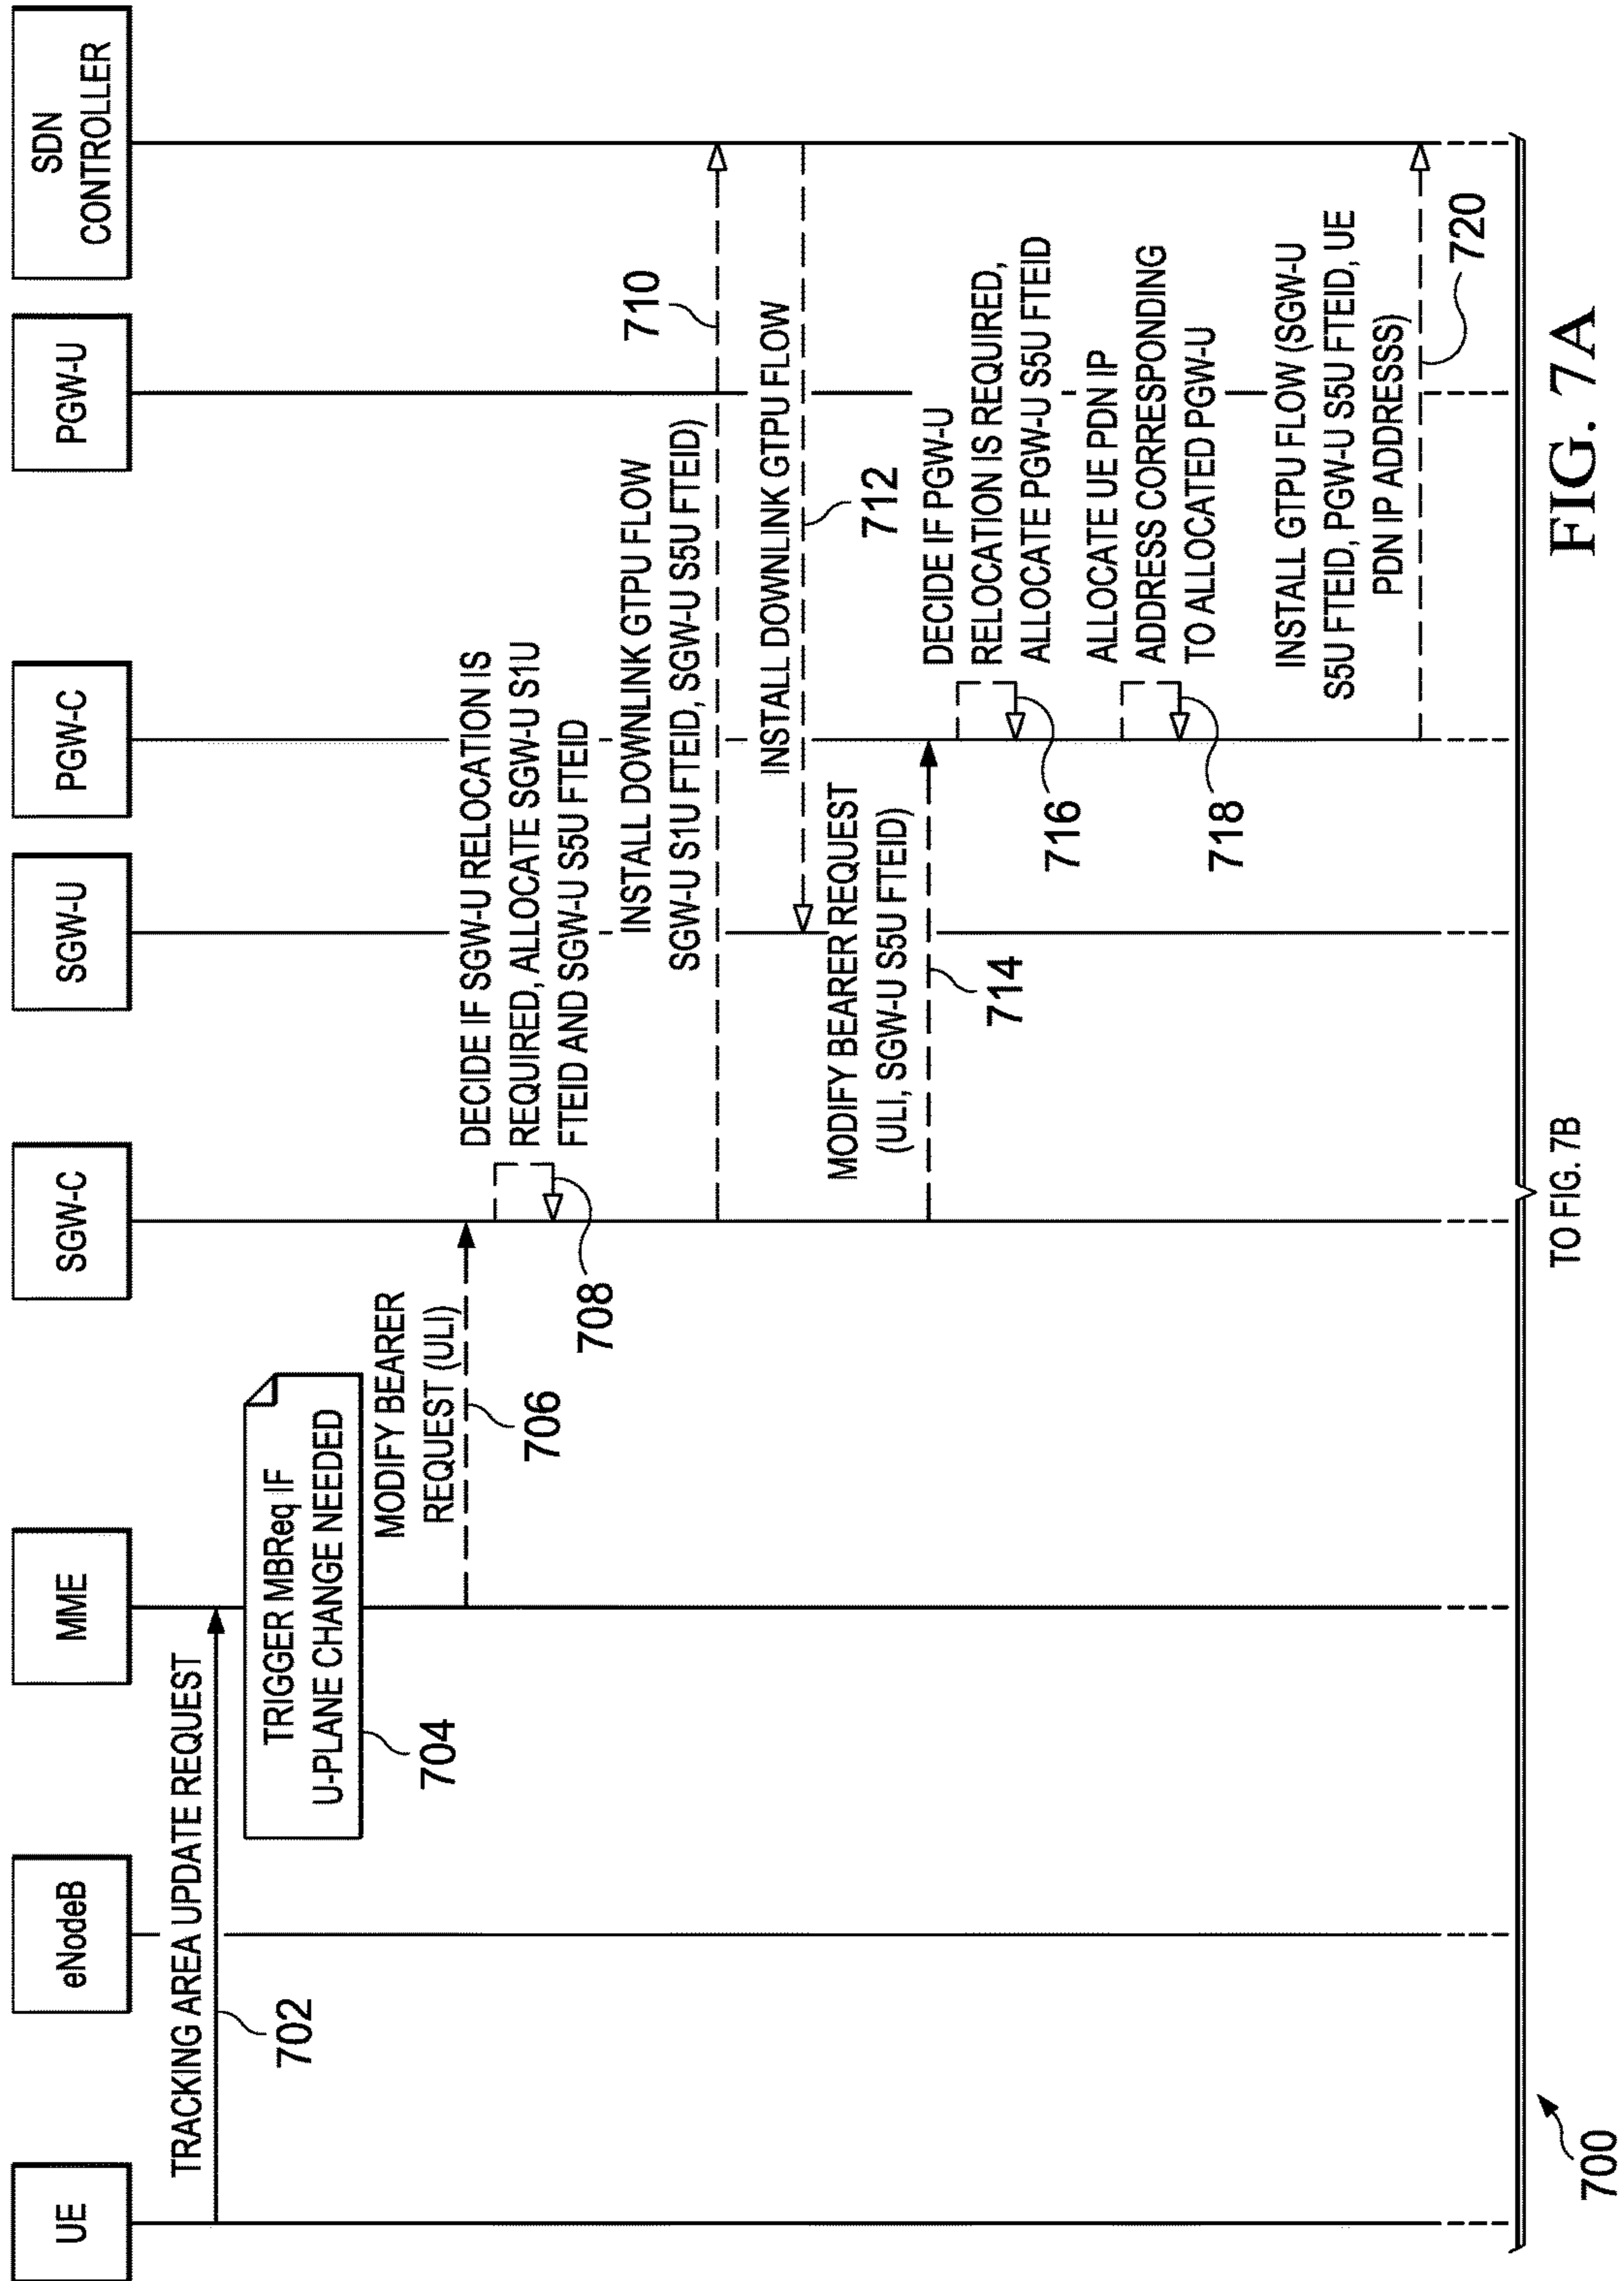 UE
eNodeB
MME
SGW-C
SGW-U
PGW-C
PGW-U
SDN
CONTROLLER
TRACKING AREA UPDATE REQUEST
702
TRIGGER MBReq IF
U-PLANE CHANGE NEEDED
704
MODIFY BEARER
REQUEST (ULI)
706
DECIDE IF SGW-U RELOCATION IS
REQUIRED, ALLOCATE SGW-U S1U
FTEID AND SGW-U S5U FTEID
708
INSTALL DOWNLINK GTPU FLOW
SGW-U S1U FTEID, SGW-U S5U FTEID)
710
INSTALL DOWNLINK GTPU FLOW
712
MODIFY BEARER REQUEST
(ULI, SGW-U S5U FTEID)
714
DECIDE IF PGW-U
RELOCATION IS REQUIRED,
ALLOCATE PGW-U S5U FTEID
716
ALLOCATE UE PDN IP
ADDRESS CORRESPONDING
TO ALLOCATED PGW-U
718
INSTALL GTPU FLOW (SGW-U
S5U FTEID, PGW-U S5U FTEID, UE
PDN IP ADDRESSS)
720
700
TO FIG. 7B
FIG. 7A